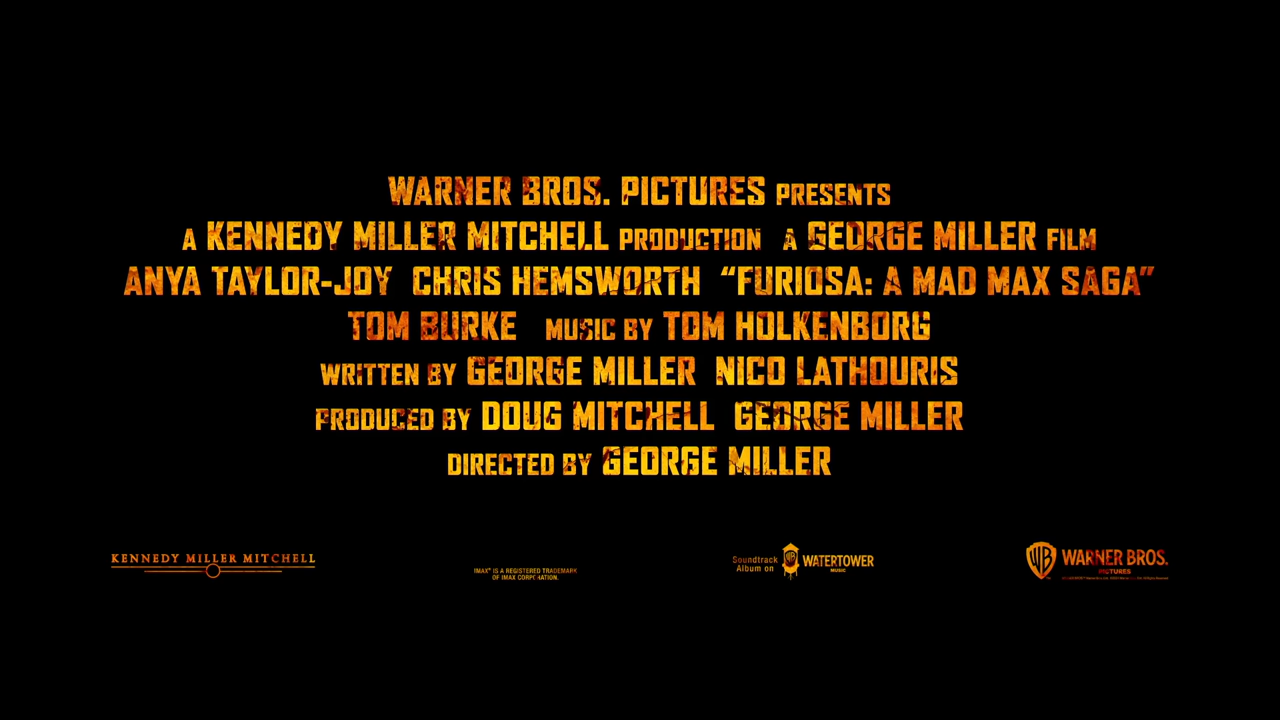 WARNER BROS. PICTURES PRESENTS
A KENNEDY MILLER MITCHELL PRODUCTION A GEORGE MILLER FILM
ANYA TAYLOR-JOY CHRIS HEMSWORTH “FURIOSA: A MAD MAX SAGA”
TOM BURKE MUSIC BY TOM HOLKENBORG
WRITTEN BY GEORGE MILLER NICO LATHOURIS
PRODUCED BY DOUG MITCHELL GEORGE MILLER
DIRECTED BY GEORGE MILLER
KENNEDY MILLER MITCHELL
IMAX® IS A REGISTERED TRADEMARK
OF IMAX CORPORATION.
Soundtrack
Album on
WATERTOWER
MUSIC
WB
WARNER BROS.
PICTURES